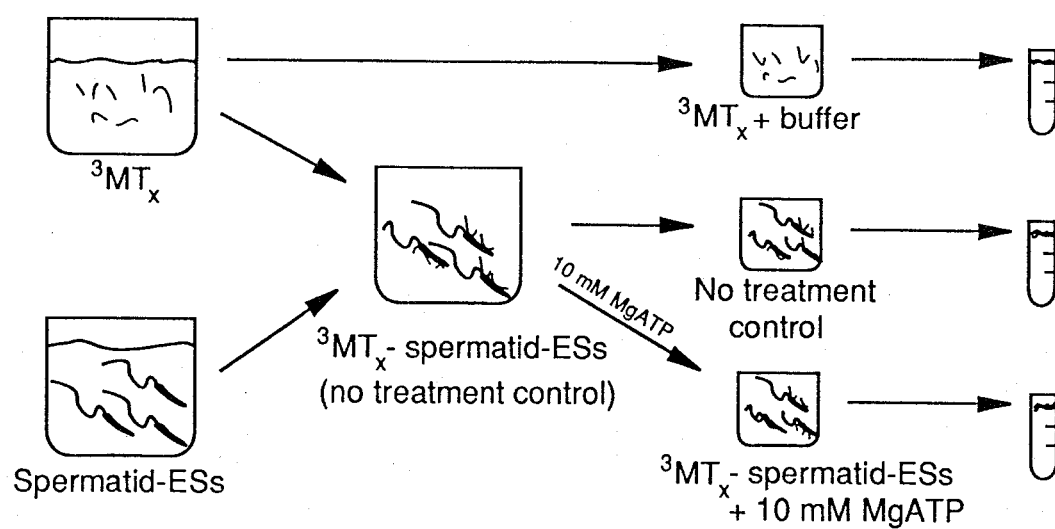 ³MTₓ
³MTₓ + buffer
10 mM MgATP
No treatment
control
³MTₓ- spermatid-ESs
(no treatment control)
Spermatid-ESs
³MTₓ- spermatid-ESs
+ 10 mM MgATP